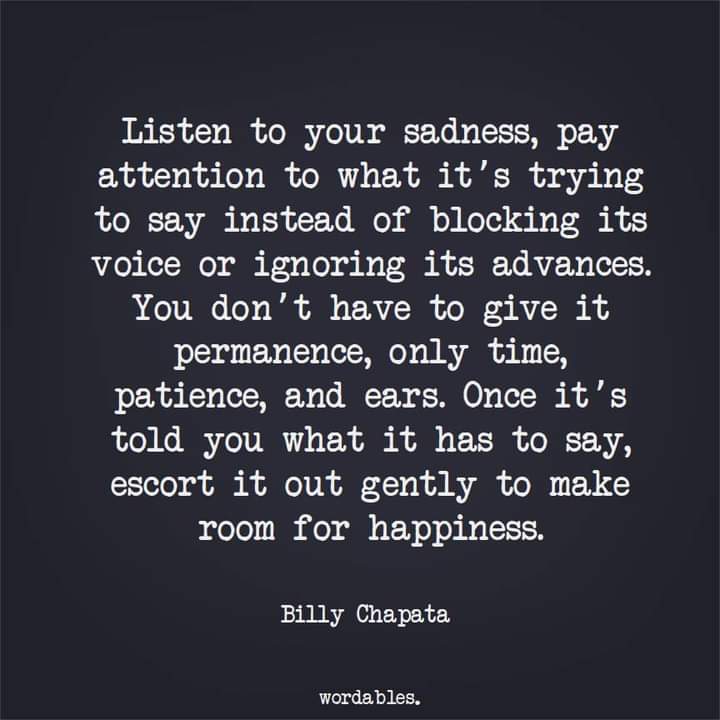 Listen to your sadness, pay
attention to what it's trying
to say instead of blocking its
voice or ignoring its advances.
You don't have to give it
permanence, only time,
patience, and ears. Once it's
told you what it has to say,
escort it out gently to make
room for happiness.
Billy Chapata
wordables.